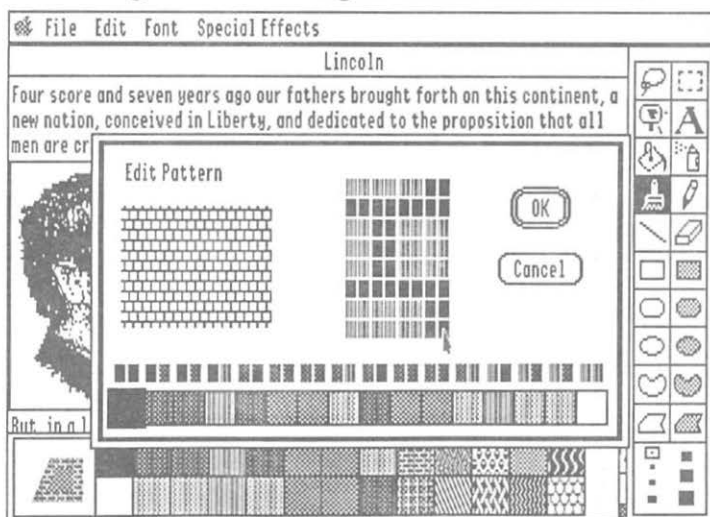 File Edit Font Special Effects
Lincoln
Four score and seven years ago our fathers brought forth on this continent, a
new nation, conceived in Liberty, and dedicated to the proposition that all
men are cr
Edit Pattern
OK
Cancel
But, in a l
A